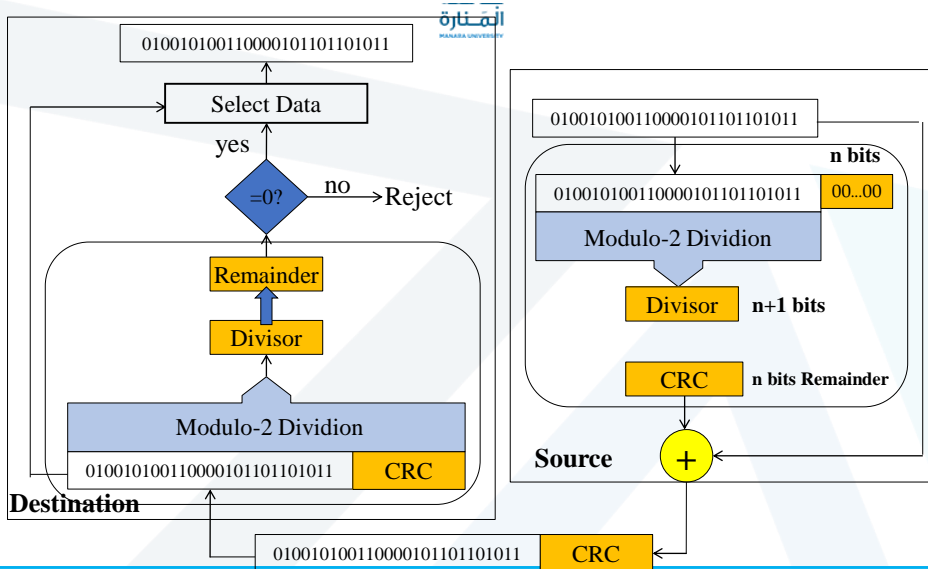 المنارة
MANARA UNIVERSITY
010010100110000101101101011
Select Data
yes
=0?
no
Reject
Remainder
Divisor
Modulo-2 Dividion
010010100110000101101101011
CRC
Destination
010010100110000101101101011
n bits
010010100110000101101101011
00...00
Modulo-2 Dividion
Divisor
n+1 bits
CRC
n bits Remainder
Source
+
010010100110000101101101011
CRC